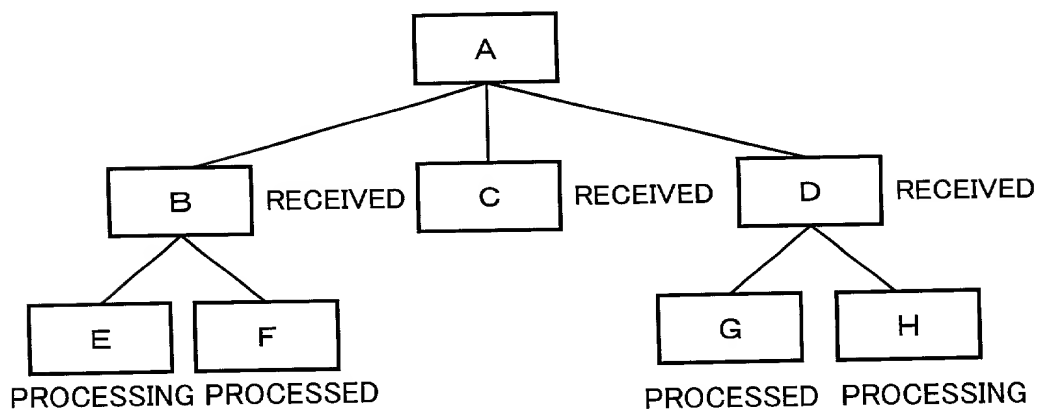 A
B RECEIVED C RECEIVED D RECEIVED
E F G H
PROCESSING PROCESSED PROCESSED PROCESSING